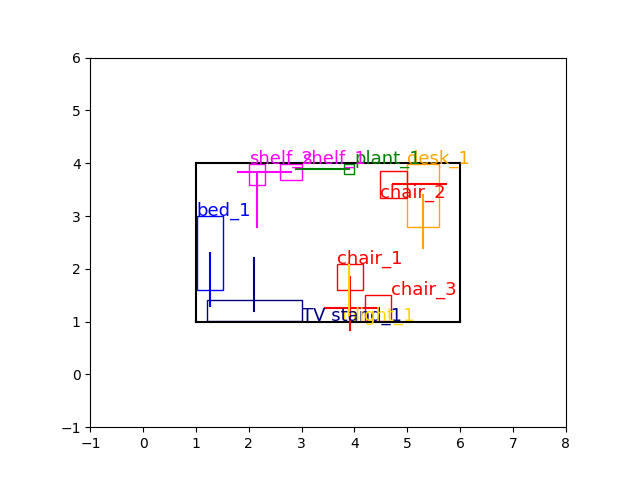 6
5
shelf_2
shelf_1
plant_1
desk_1
4
chair_2
3
bed_1
2
chair_1
chair_3
1
TV stand_1
light_1
0
−1
−1 0 1 2 3 4 5 6 7 8